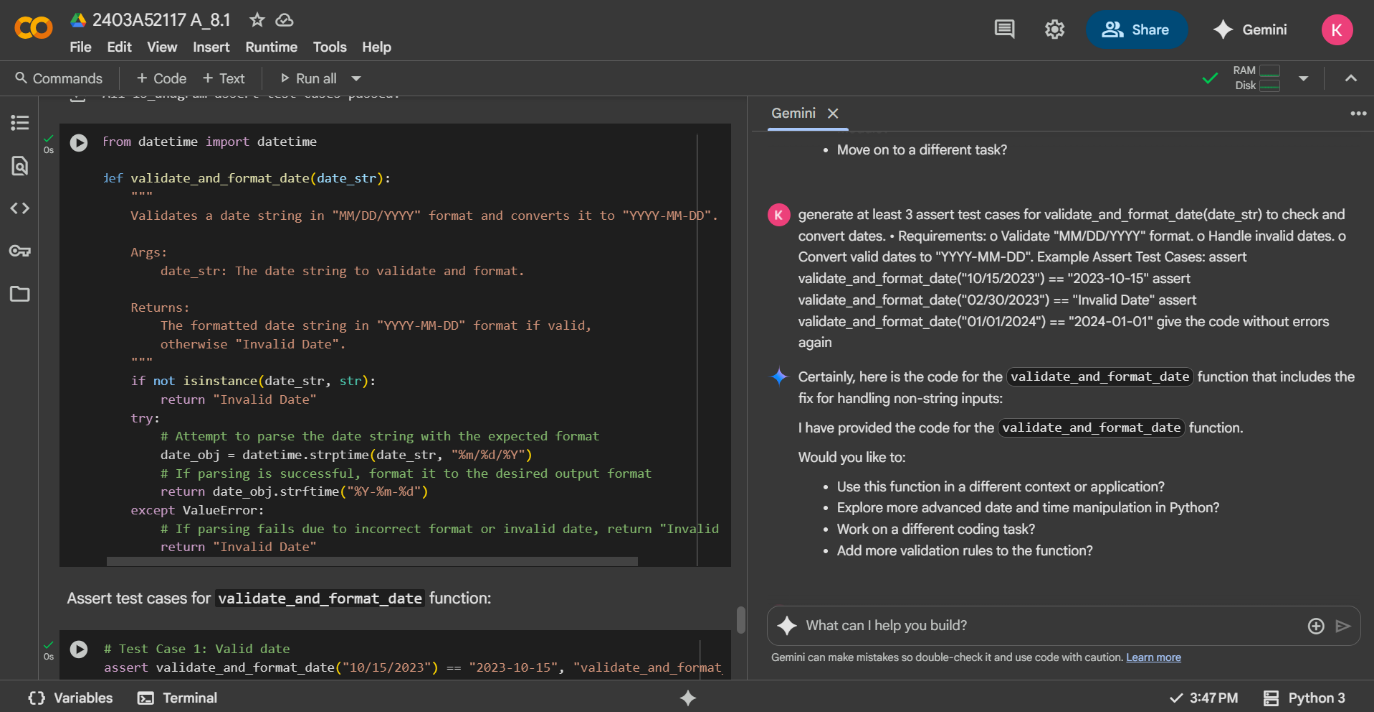 2403A52117 A_8.1
File Edit View Insert Runtime Tools Help
Share
Gemini
K
Commands
+ Code + Text
Run all
RAM
Disk
All is_anagram assert test cases passed!
0s
from datetime import datetime
def validate_and_format_date(date_str):
"""
Validates a date string in "MM/DD/YYYY" format and converts it to "YYYY-MM-DD".
Args:
date_str: The date string to validate and format.
Returns:
The formatted date string in "YYYY-MM-DD" format if valid,
otherwise "Invalid Date".
"""
if not isinstance(date_str, str):
return "Invalid Date"
try:
# Attempt to parse the date string with the expected format
date_obj = datetime.strptime(date_str, "%m/%d/%Y")
# If parsing is successful, format it to the desired output format
return date_obj.strftime("%Y-%m-%d")
except ValueError:
# If parsing fails due to incorrect format or invalid date, return "Invalid
return "Invalid Date"
Assert test cases for validate_and_format_date function:
0s
# Test Case 1: Valid date
assert validate_and_format_date("10/15/2023") == "2023-10-15", "validate_and_format_
Gemini
• Move on to a different task?
K
generate at least 3 assert test cases for validate_and_format_date(date_str) to check and
convert dates. • Requirements: o Validate "MM/DD/YYYY" format. o Handle invalid dates. o
Convert valid dates to "YYYY-MM-DD". Example Assert Test Cases: assert
validate_and_format_date("10/15/2023") == "2023-10-15" assert
validate_and_format_date("02/30/2023") == "Invalid Date" assert
validate_and_format_date("01/01/2024") == "2024-01-01" give the code without errors
again
Certainly, here is the code for the validate_and_format_date function that includes the
fix for handling non-string inputs:
I have provided the code for the validate_and_format_date function.
Would you like to:
• Use this function in a different context or application?
• Explore more advanced date and time manipulation in Python?
• Work on a different coding task?
• Add more validation rules to the function?
What can I help you build?
Gemini can make mistakes so double-check it and use code with caution. Learn more
Variables Terminal
3:47 PM Python 3